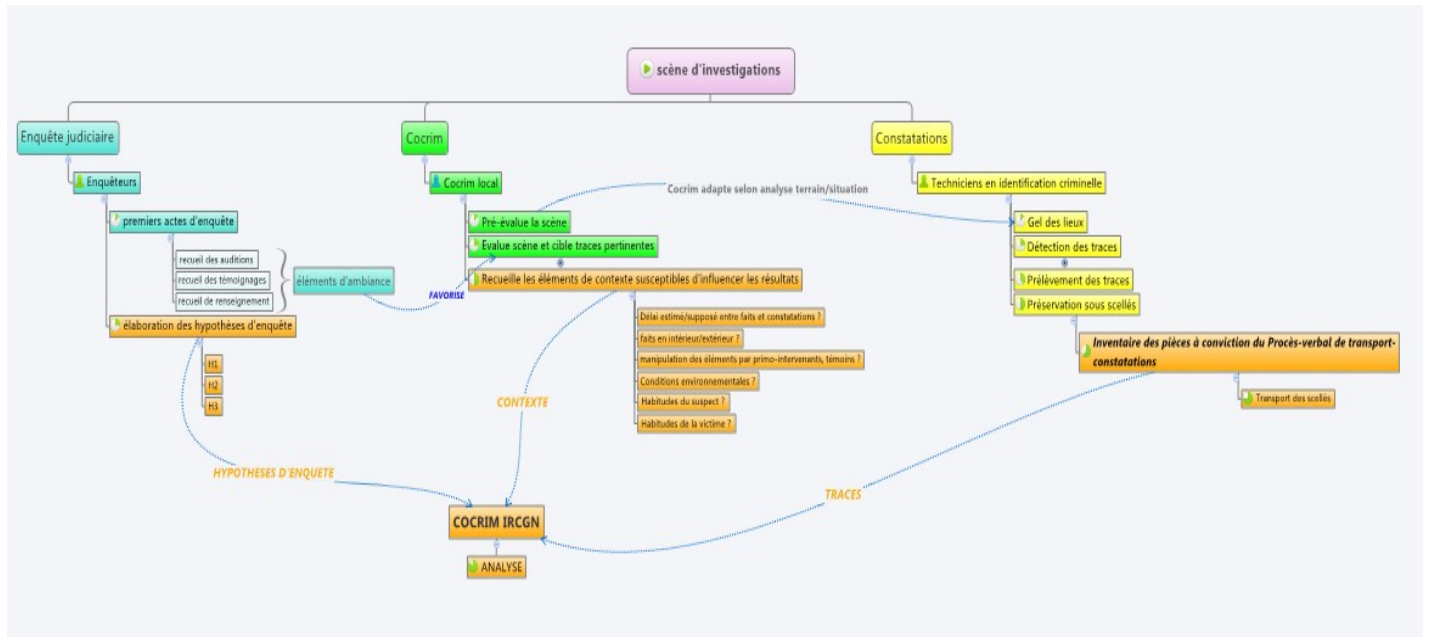 scène d'investigations
Enquête judiciaire
Cocrim
Constatations
Enquêteurs
Cocrim local
Cocrim adapte selon analyse terrain/situation
Techniciens en identification criminelle
premiers actes d'enquête
Pré-évalue la scène
Gel des lieux
Evalue scène et cible traces pertinentes
Détection des traces
recueil des auditions
recueil des témoignages
recueil de renseignement
éléments d'ambiance
FAVORISE
Recueille les éléments de contexte susceptibles d'influencer les résultats
Prélèvement des traces
Préservation sous scellés
élaboration des hypothèses d'enquête
H1
H2
H3
Délai estimé/supposé entre faits et constatations ?
faits en intérieur/extérieur ?
manipulation des éléments par primo-intervenants, témoins ?
Conditions environnementales ?
Habitudes du suspect ?
Habitudes de la victime ?
Inventaire des pièces à conviction du Procès-verbal de transport-
constatations
Transport des scellés
CONTEXTE
HYPOTHESES D'ENQUETE
TRACES
COCRIM IRCGN
ANALYSE